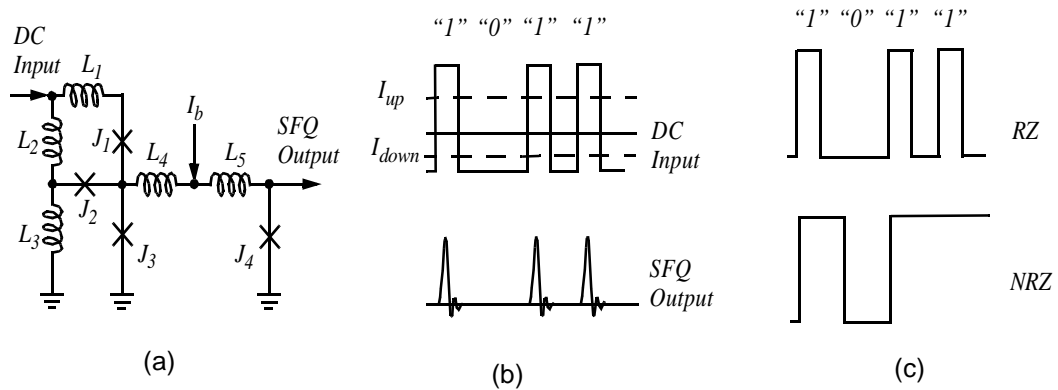 DC
Input
L1
L2
J1
Ib
L4
L5
SFQ
Output
J2
L3
J3
J4
(a)
“1” “0” “1” “1”
Iup
DC
Input
Idown
SFQ
Output
(b)
“1” “0” “1” “1”
RZ
NRZ
(c)